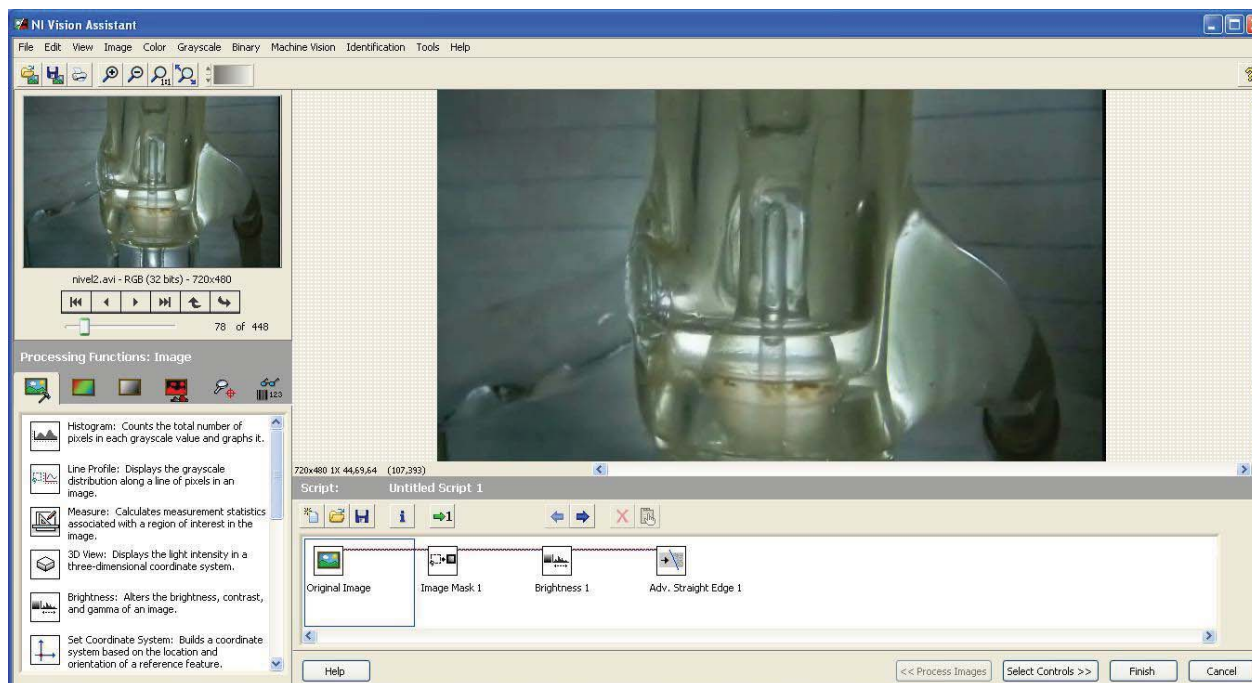 NI Vision Assistant
File Edit View Image Color Grayscale Binary Machine Vision Identification Tools Help
1:1
nivel2.avi - RGB (32 bits) - 720x480
78 of 448
Processing Functions: Image
123
Histogram: Counts the total number of
pixels in each grayscale value and graphs it.
Line Profile: Displays the grayscale
distribution along a line of pixels in an
image.
Measure: Calculates measurement statistics
associated with a region of interest in the
image.
3D View: Displays the light intensity in a
three-dimensional coordinate system.
Brightness: Alters the brightness, contrast,
and gamma of an image.
Set Coordinate System: Builds a coordinate
system based on the location and
orientation of a reference feature.
720x480 1X 44,69,64 (107,393)
Script: Untitled Script 1
1
Original Image Image Mask 1 Brightness 1 Adv. Straight Edge 1
Help << Process Images Select Controls >> Finish Cancel